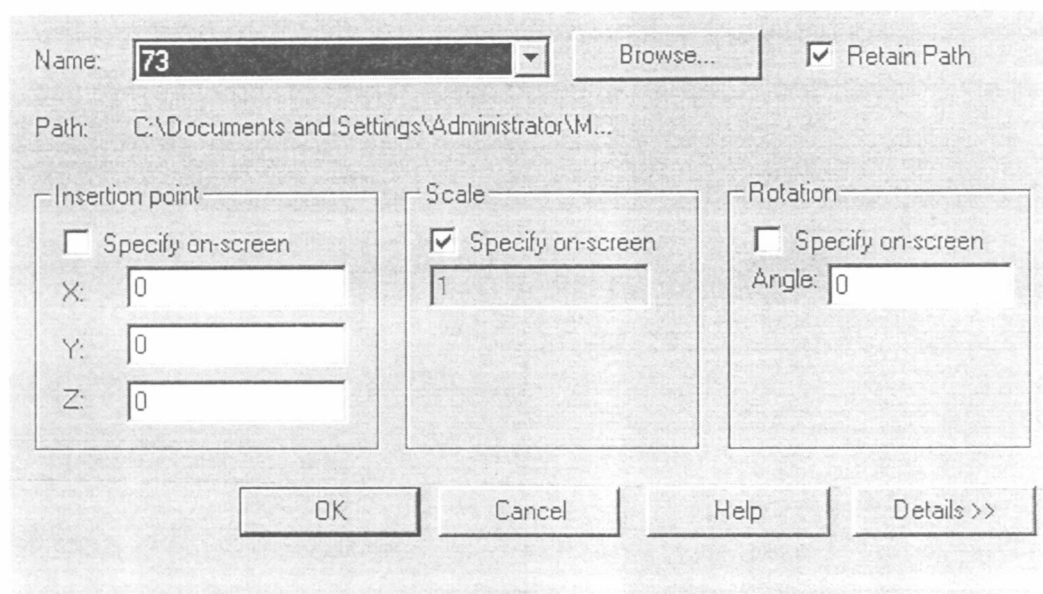 Name: 73 Browse... Retain Path
Path: C:\Documents and Settings\Administrator\M...
Insertion point Scale Rotation
Specify on-screen Specify on-screen Specify on-screen
X: 0 1 Angle: 0
Y: 0
Z: 0
OK Cancel Help Details >>